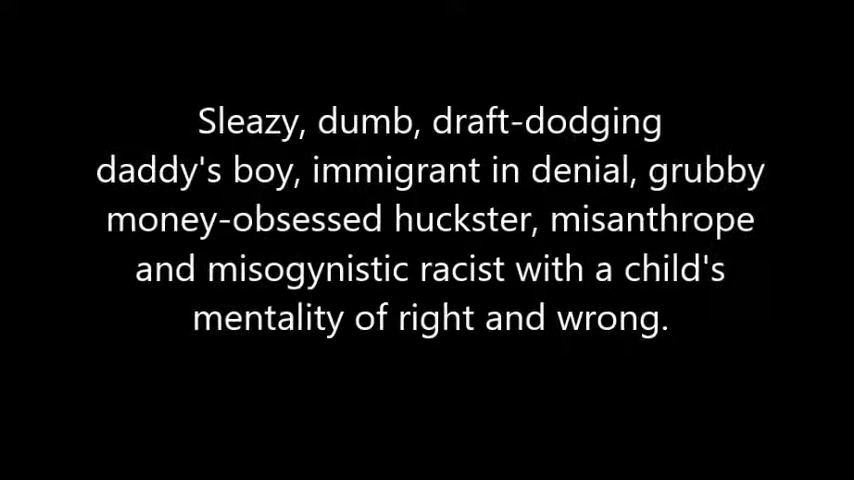 Sleazy, dumb, draft-dodging
daddy's boy, immigrant in denial, grubby
money-obsessed huckster, misanthrope
and misogynistic racist with a child's
mentality of right and wrong.